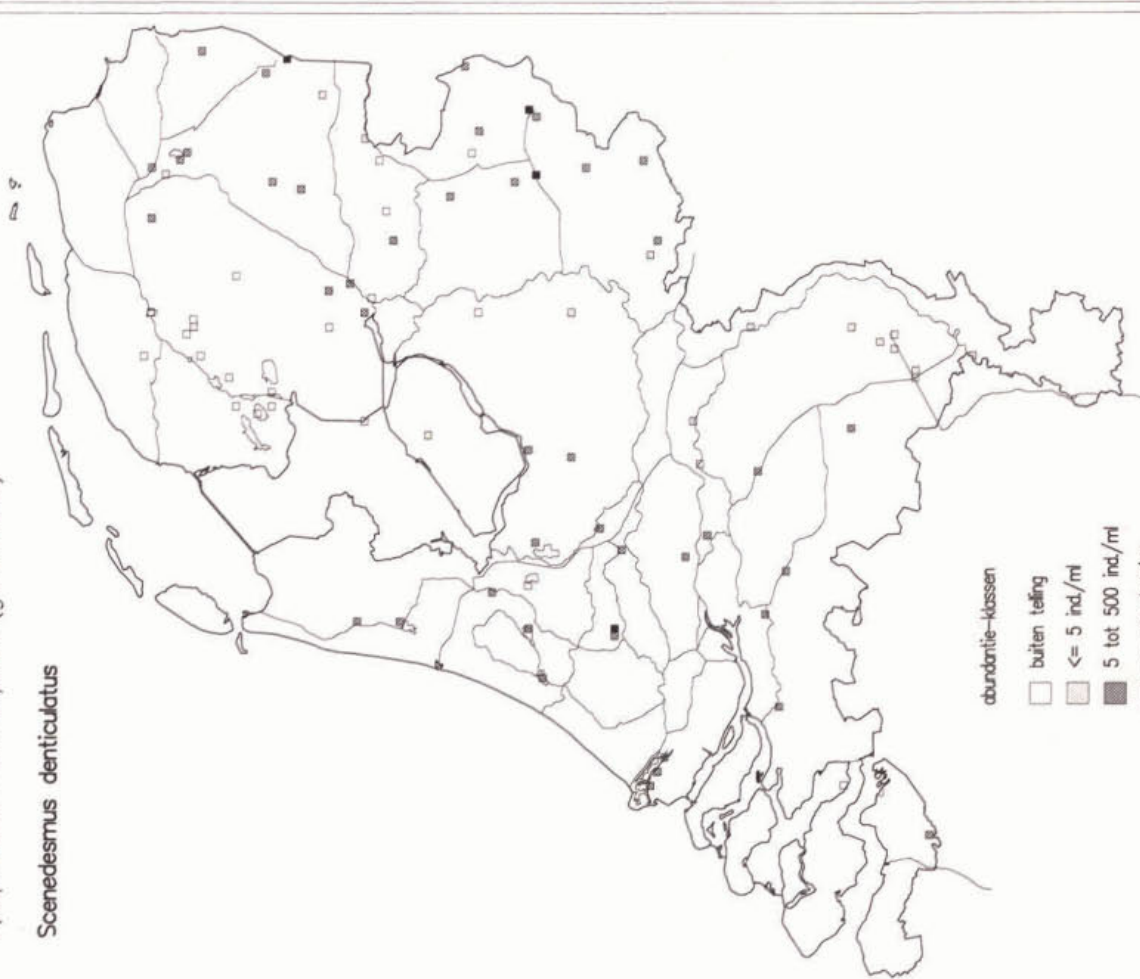 Scenedesmus denticulatus
abundantie-klassen
buiten telling
<= 5 ind./ml
5 tot 500 ind./ml